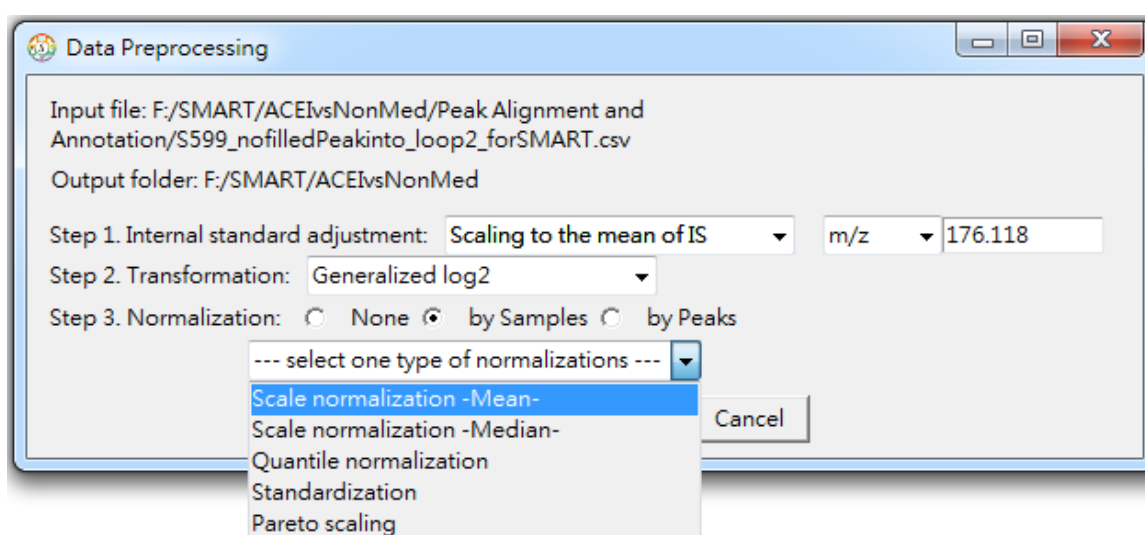 Data Preprocessing
Input file: F:/SMART/ACEIvsNonMed/Peak Alignment and
Annotation/S599_nofilledPeakinto_loop2_forSMART.csv
Output folder: F:/SMART/ACEIvsNonMed
Step 1. Internal standard adjustment: Scaling to the mean of IS m/z 176.118
Step 2. Transformation: Generalized log2
Step 3. Normalization: None by Samples by Peaks
--- select one type of normalizations ---
Scale normalization -Mean-
Scale normalization -Median-
Cancel
Quantile normalization
Standardization
Pareto scaling